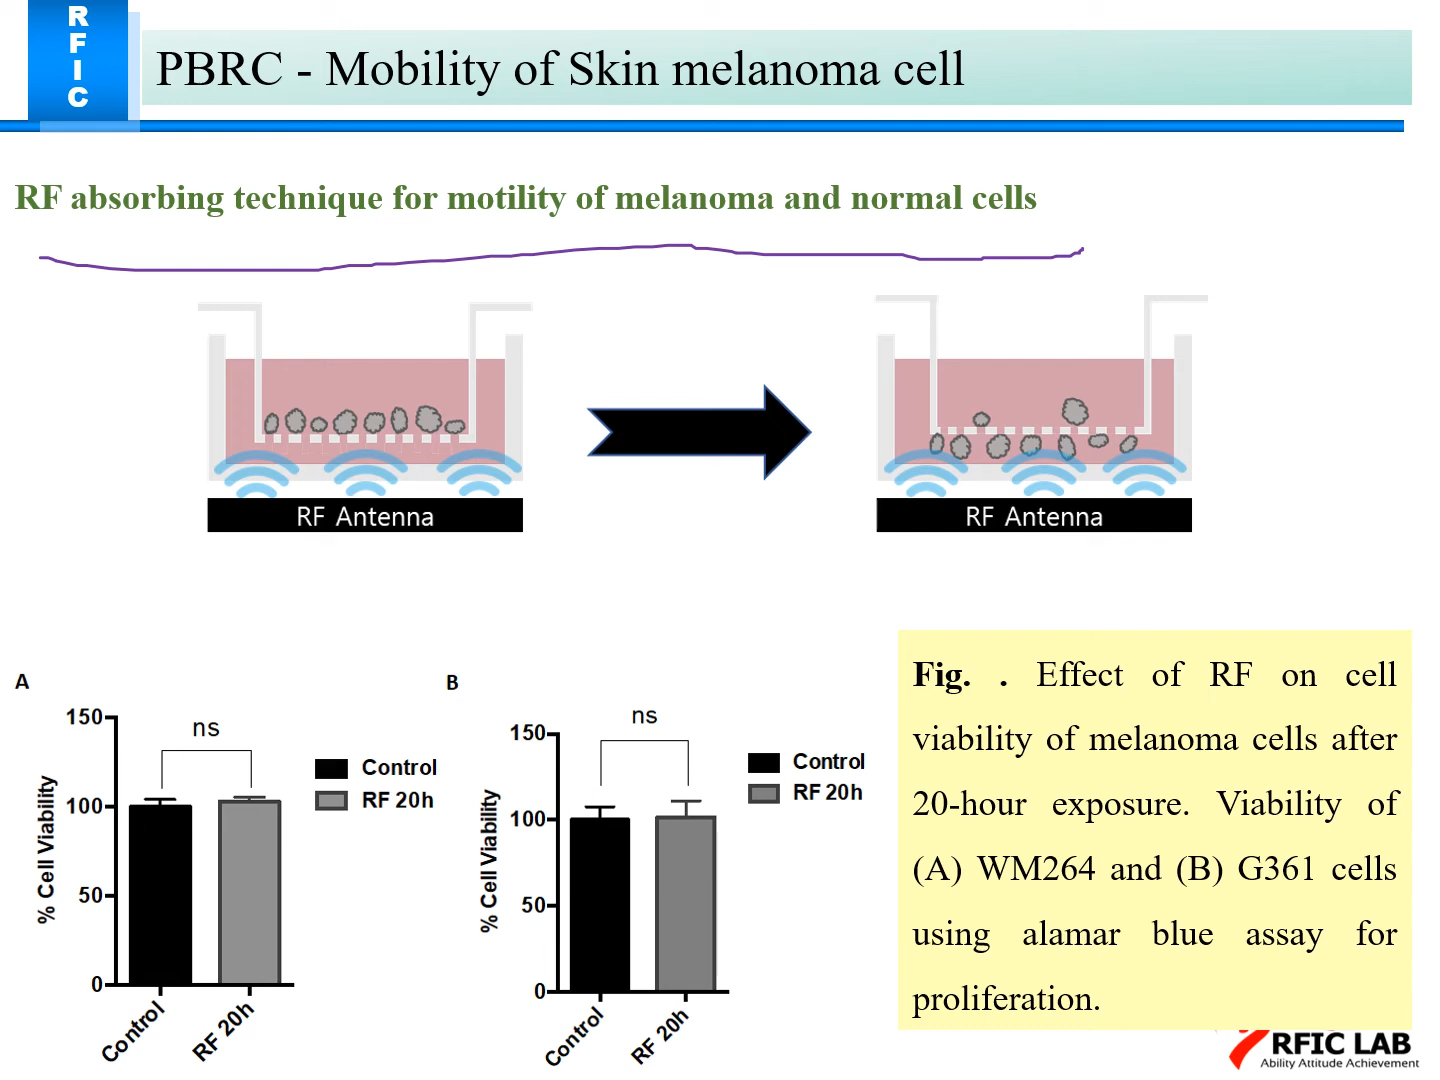 R
F
I
C
PBRC - Mobility of Skin melanoma cell
RF absorbing technique for motility of melanoma and normal cells
RF Antenna
RF Antenna
A
150
100
50
0
% Cell Viability
ns
Control
RF 20h
Control
RF 20h
B
150
100
50
0
% Cell Viability
ns
Control
RF 20h
Control
RF 20h
Fig. . Effect of RF on cell
viability of melanoma cells after
20-hour exposure. Viability of
(A) WM264 and (B) G361 cells
using alamar blue assay for
proliferation.
RFIC LAB
Ability Attitude Achievement